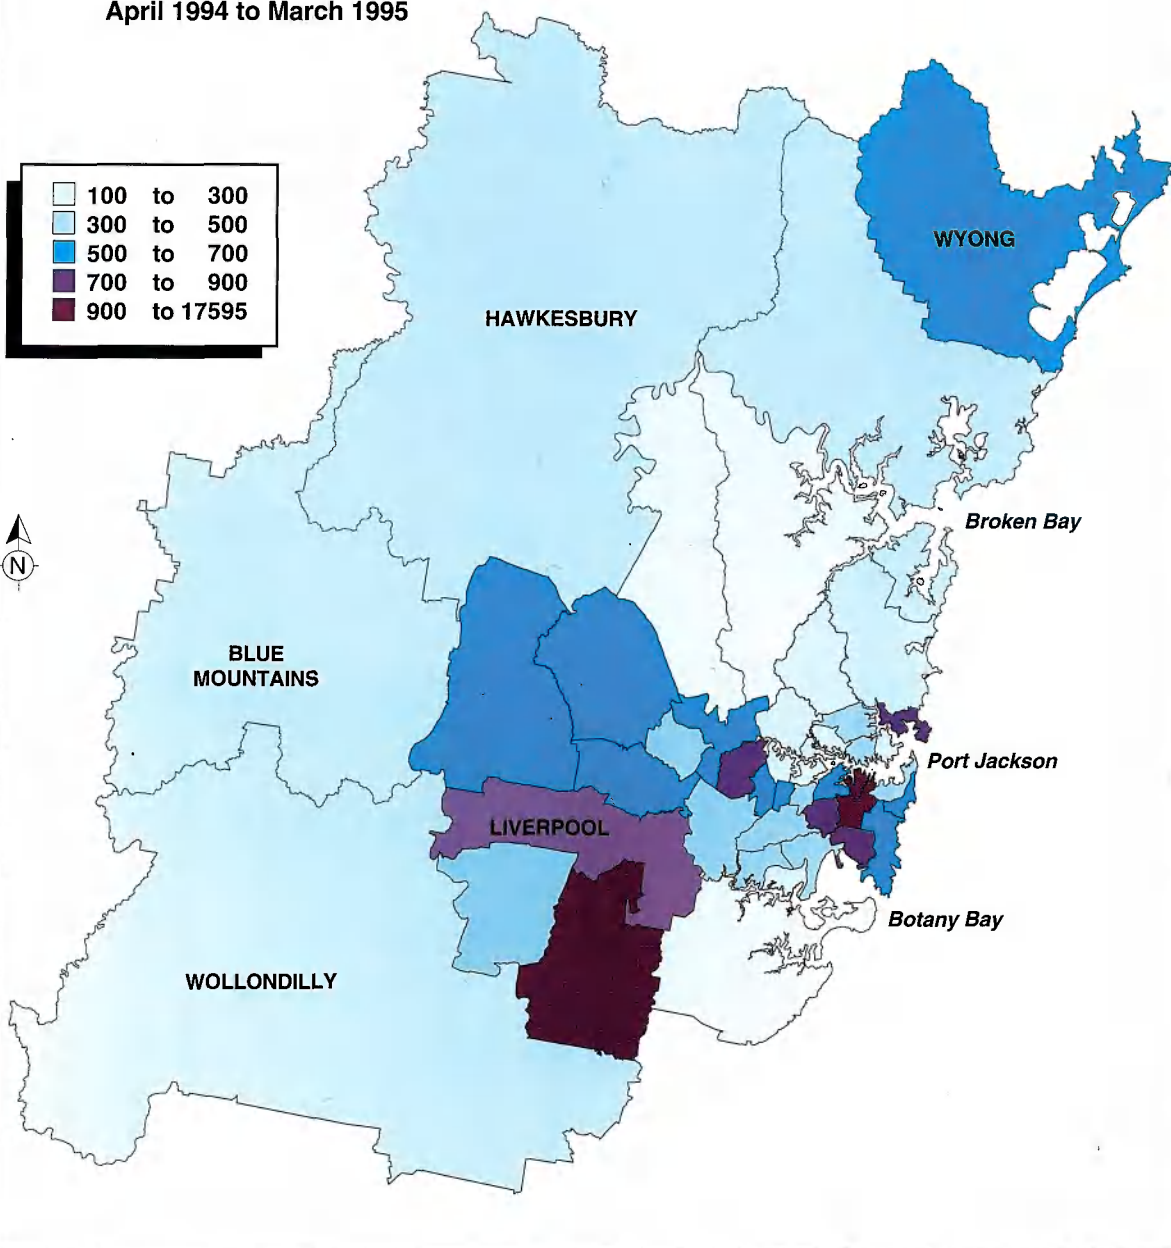 April 1994 to March 1995
100 to 300
300 to 500
500 to 700
700 to 900
900 to 17595
WYONG
HAWKESBURY
Broken Bay
N
BLUE
MOUNTAINS
Port Jackson
LIVERPOOL
Botany Bay
WOLLONDILLY